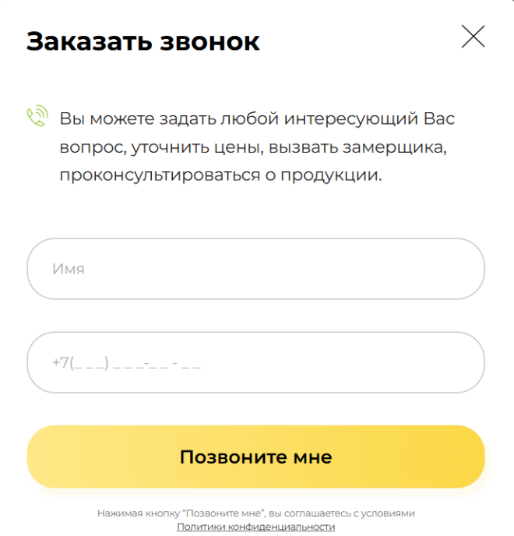 Заказать звонок
Вы можете задать любой интересующий Вас
вопрос, уточнить цены, вызвать замерщика,
проконсультироваться о продукции.
Имя
+7(_ _ _) _ _ _-_ _ - _ _
Позвоните мне
Нажимая кнопку "Позвоните мне", вы соглашаетесь с условиями
Политики конфиденциальности